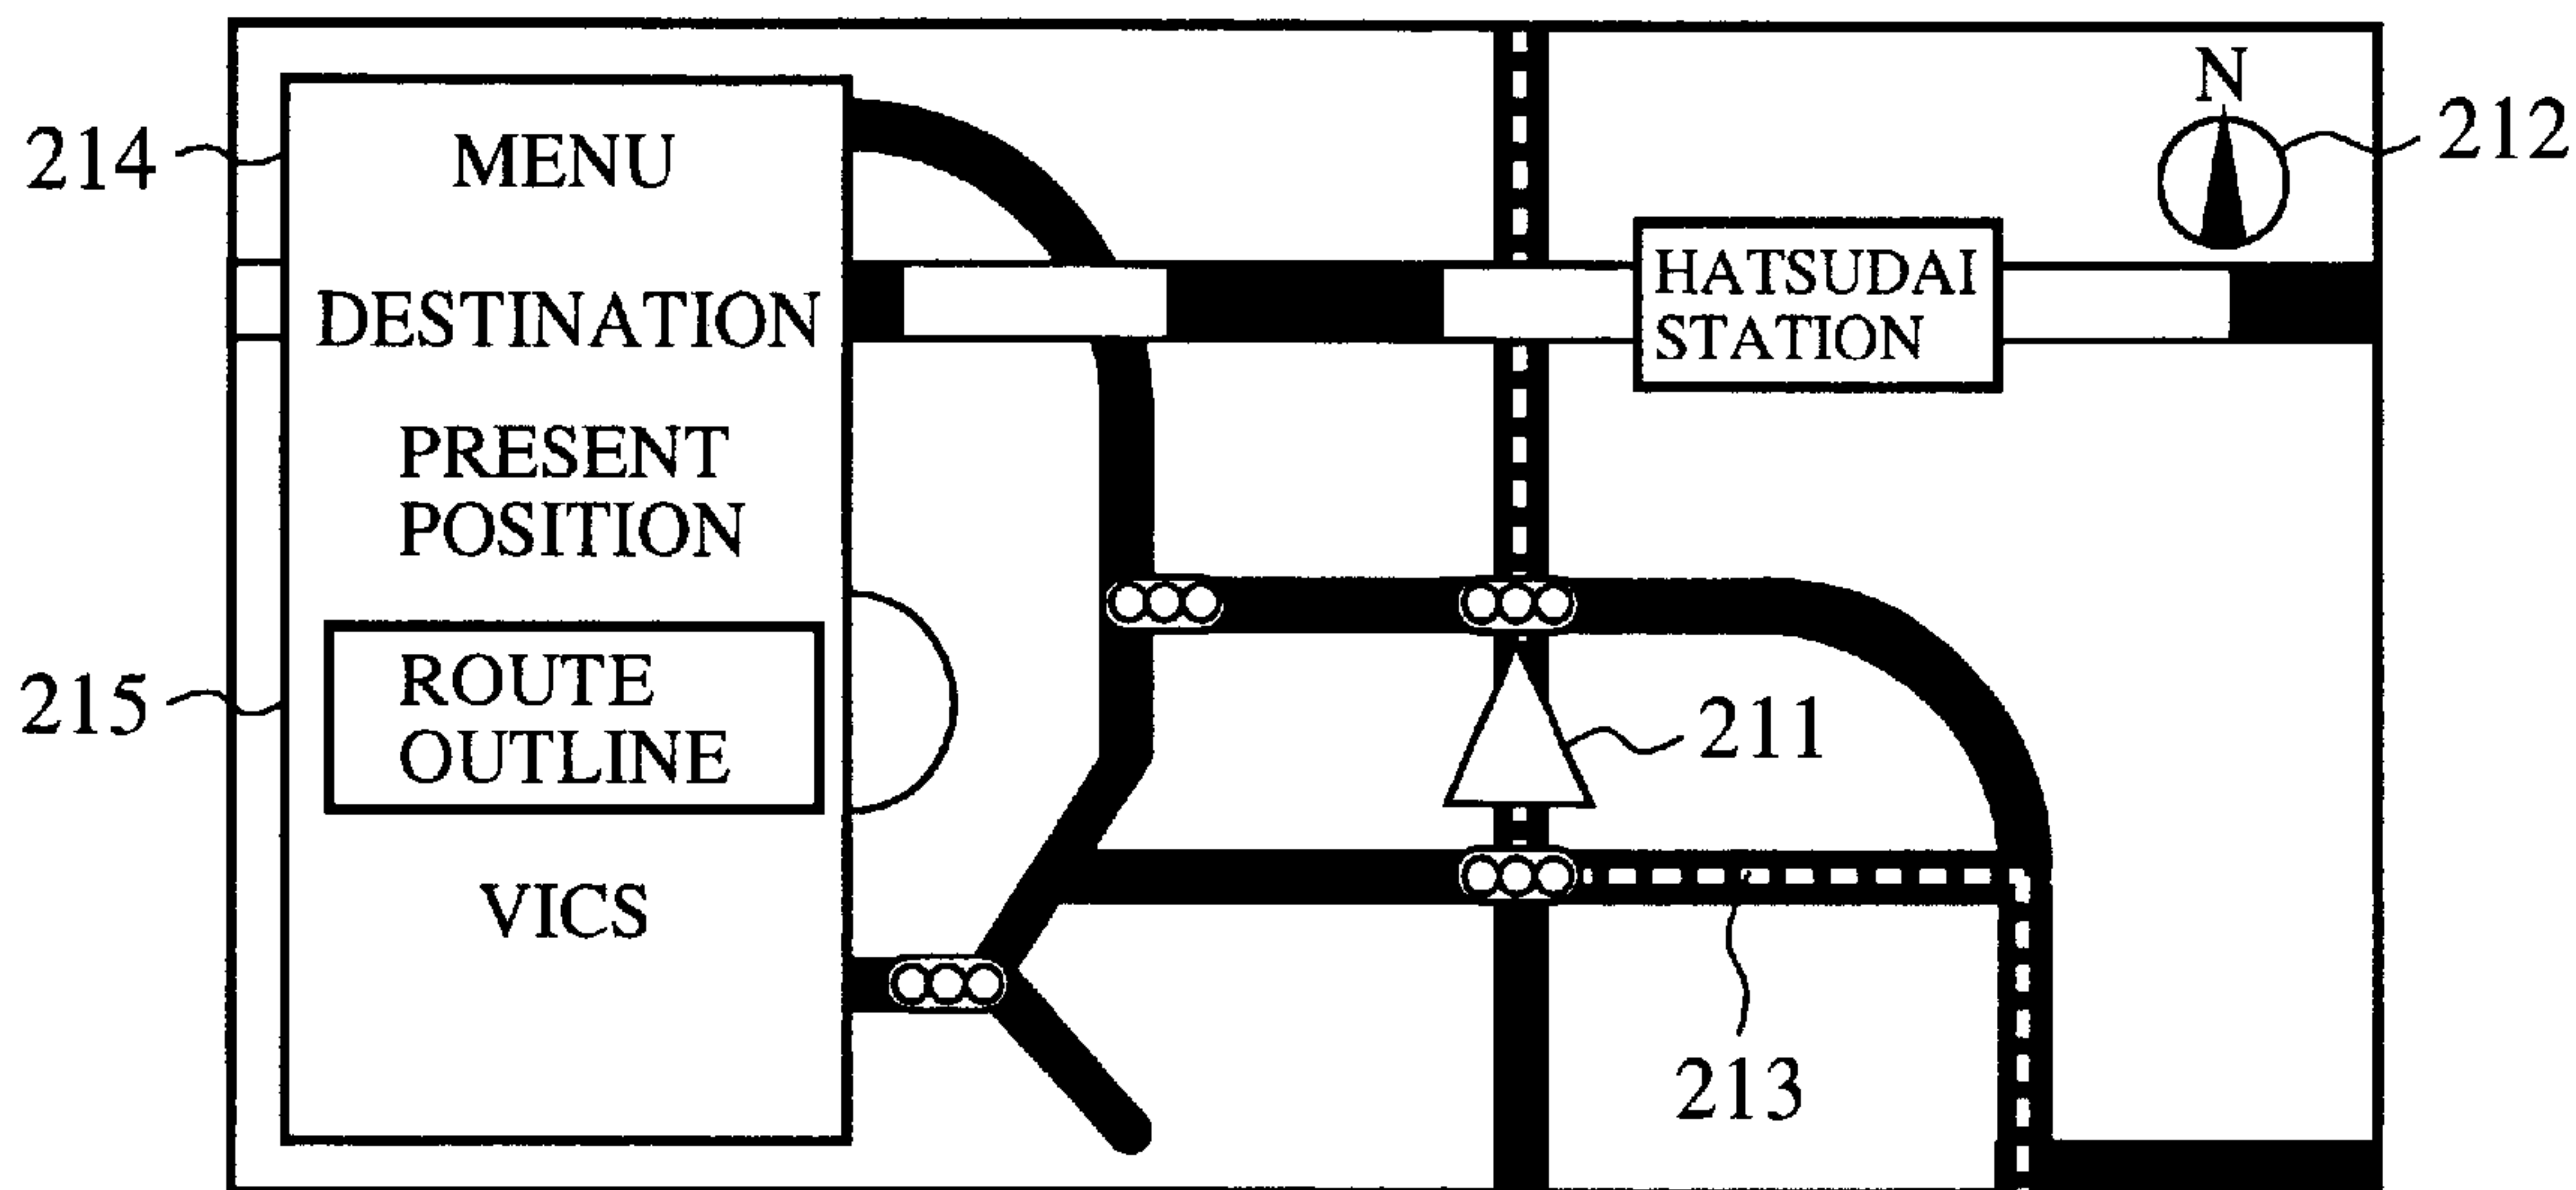 N
212
214
MENU
HATSUDAI
STATION
DESTINATION
PRESENT
POSITION
215
ROUTE
OUTLINE
211
VICS
213